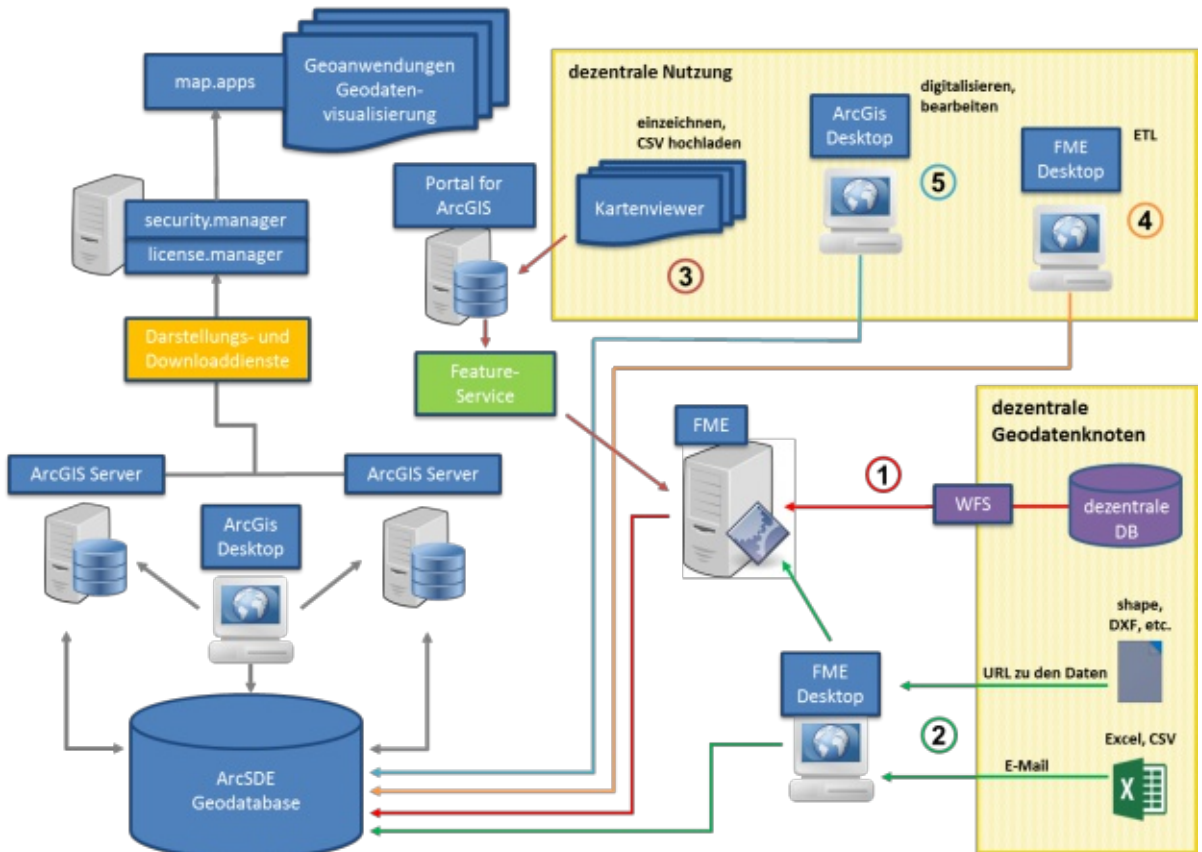 map.apps
Geoanwendungen
Geodaten-
visualisierung
security.manager
license.manager
Darstellungs- und
Downloaddienste
Portal for
ArcGIS
Feature-
Service
dezentrale Nutzung
einzeichnen,
CSV hochladen
Kartenviewer
3
ArcGis
Desktop
digitalisieren,
bearbeiten
5
FME
Desktop
ETL
4
ArcGIS Server
ArcGIS Server
ArcGis
Desktop
ArcSDE
Geodatabase
FME
1
WFS
dezentrale
Geodatenknoten
dezentrale
DB
shape,
DXF, etc.
URL zu den Daten
FME
Desktop
2
Excel, CSV
E-Mail
X